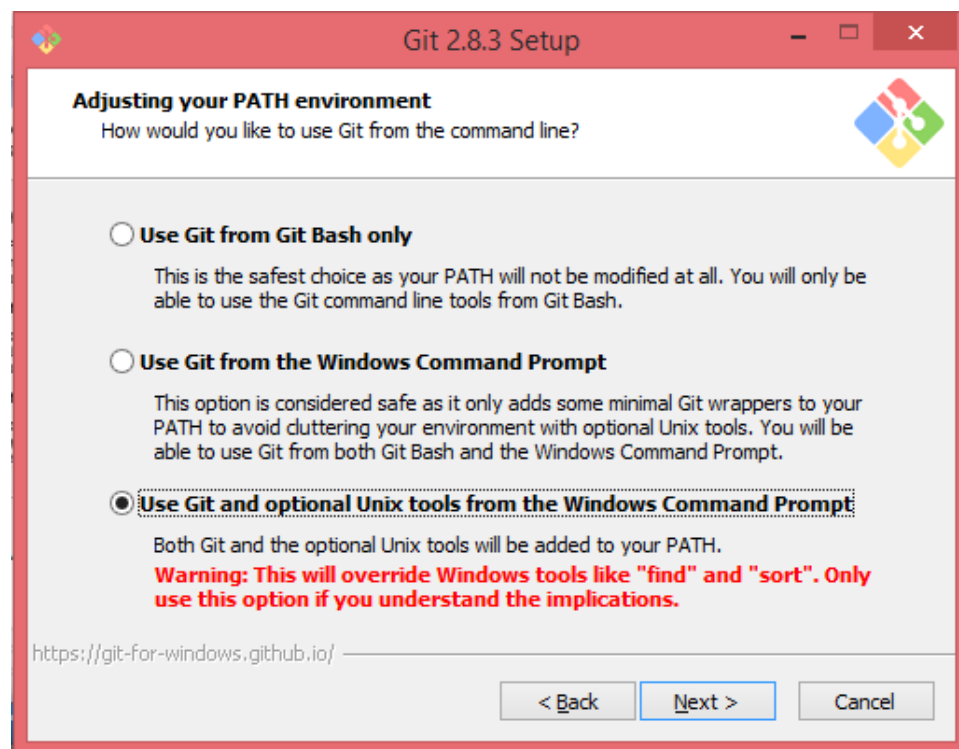 Git 2.8.3 Setup
Adjusting your PATH environment
How would you like to use Git from the command line?
Use Git from Git Bash only
This is the safest choice as your PATH will not be modified at all. You will only be
able to use the Git command line tools from Git Bash.
Use Git from the Windows Command Prompt
This option is considered safe as it only adds some minimal Git wrappers to your
PATH to avoid cluttering your environment with optional Unix tools. You will be
able to use Git from both Git Bash and the Windows Command Prompt.
Use Git and optional Unix tools from the Windows Command Prompt
Both Git and the optional Unix tools will be added to your PATH.
Warning: This will override Windows tools like "find" and "sort". Only
use this option if you understand the implications.
https://git-for-windows.github.io/
< Back Next > Cancel